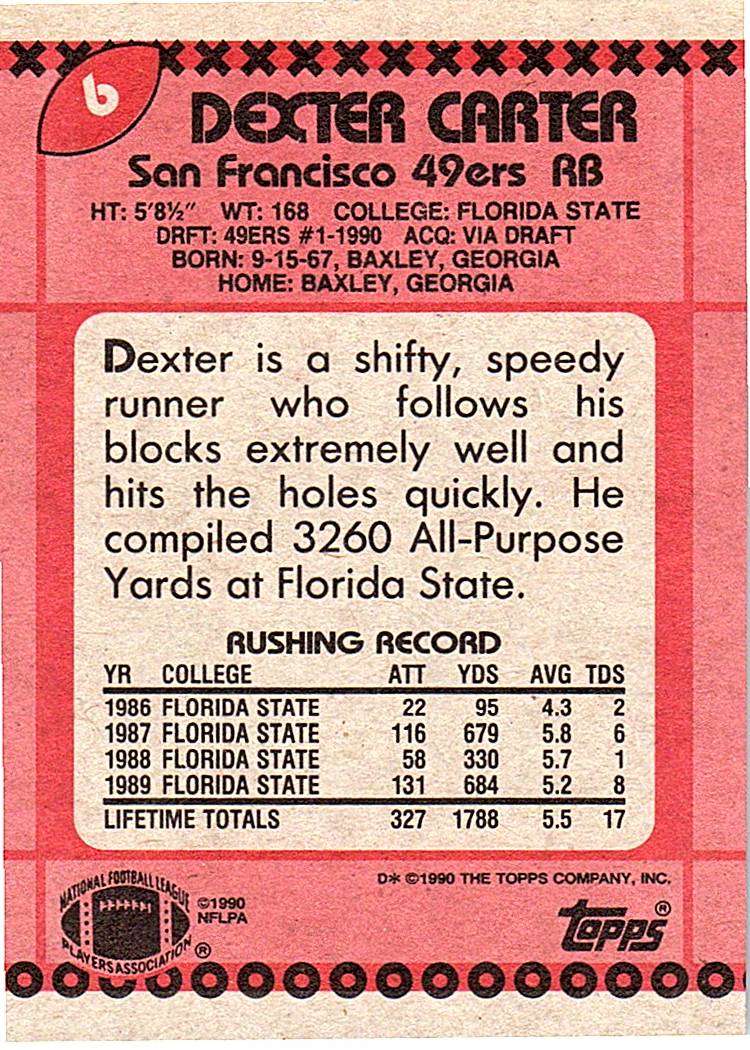 6
DEXTER CARTER
San Francisco 49ers RB
HT: 5'8½" WT: 168 COLLEGE: FLORIDA STATE
DRFT: 49ERS #1-1990 ACQ: VIA DRAFT
BORN: 9-15-67, BAXLEY, GEORGIA
HOME: BAXLEY, GEORGIA
Dexter is a shifty, speedy
runner who follows his
blocks extremely well and
hits the holes quickly. He
compiled 3260 All-Purpose
Yards at Florida State.
RUSHING RECORD
YR COLLEGE ATT YDS AVG TDS
1986 FLORIDA STATE 22 95 4.3 2
1987 FLORIDA STATE 116 679 5.8 6
1988 FLORIDA STATE 58 330 5.7 1
1989 FLORIDA STATE 131 684 5.2 8
LIFETIME TOTALS 327 1788 5.5 17
NATIONAL FOOTBALL LEAGUE
PLAYERS ASSOCIATION ®
©1990
NFLPA
D* ©1990 THE TOPPS COMPANY, INC.
topps ®